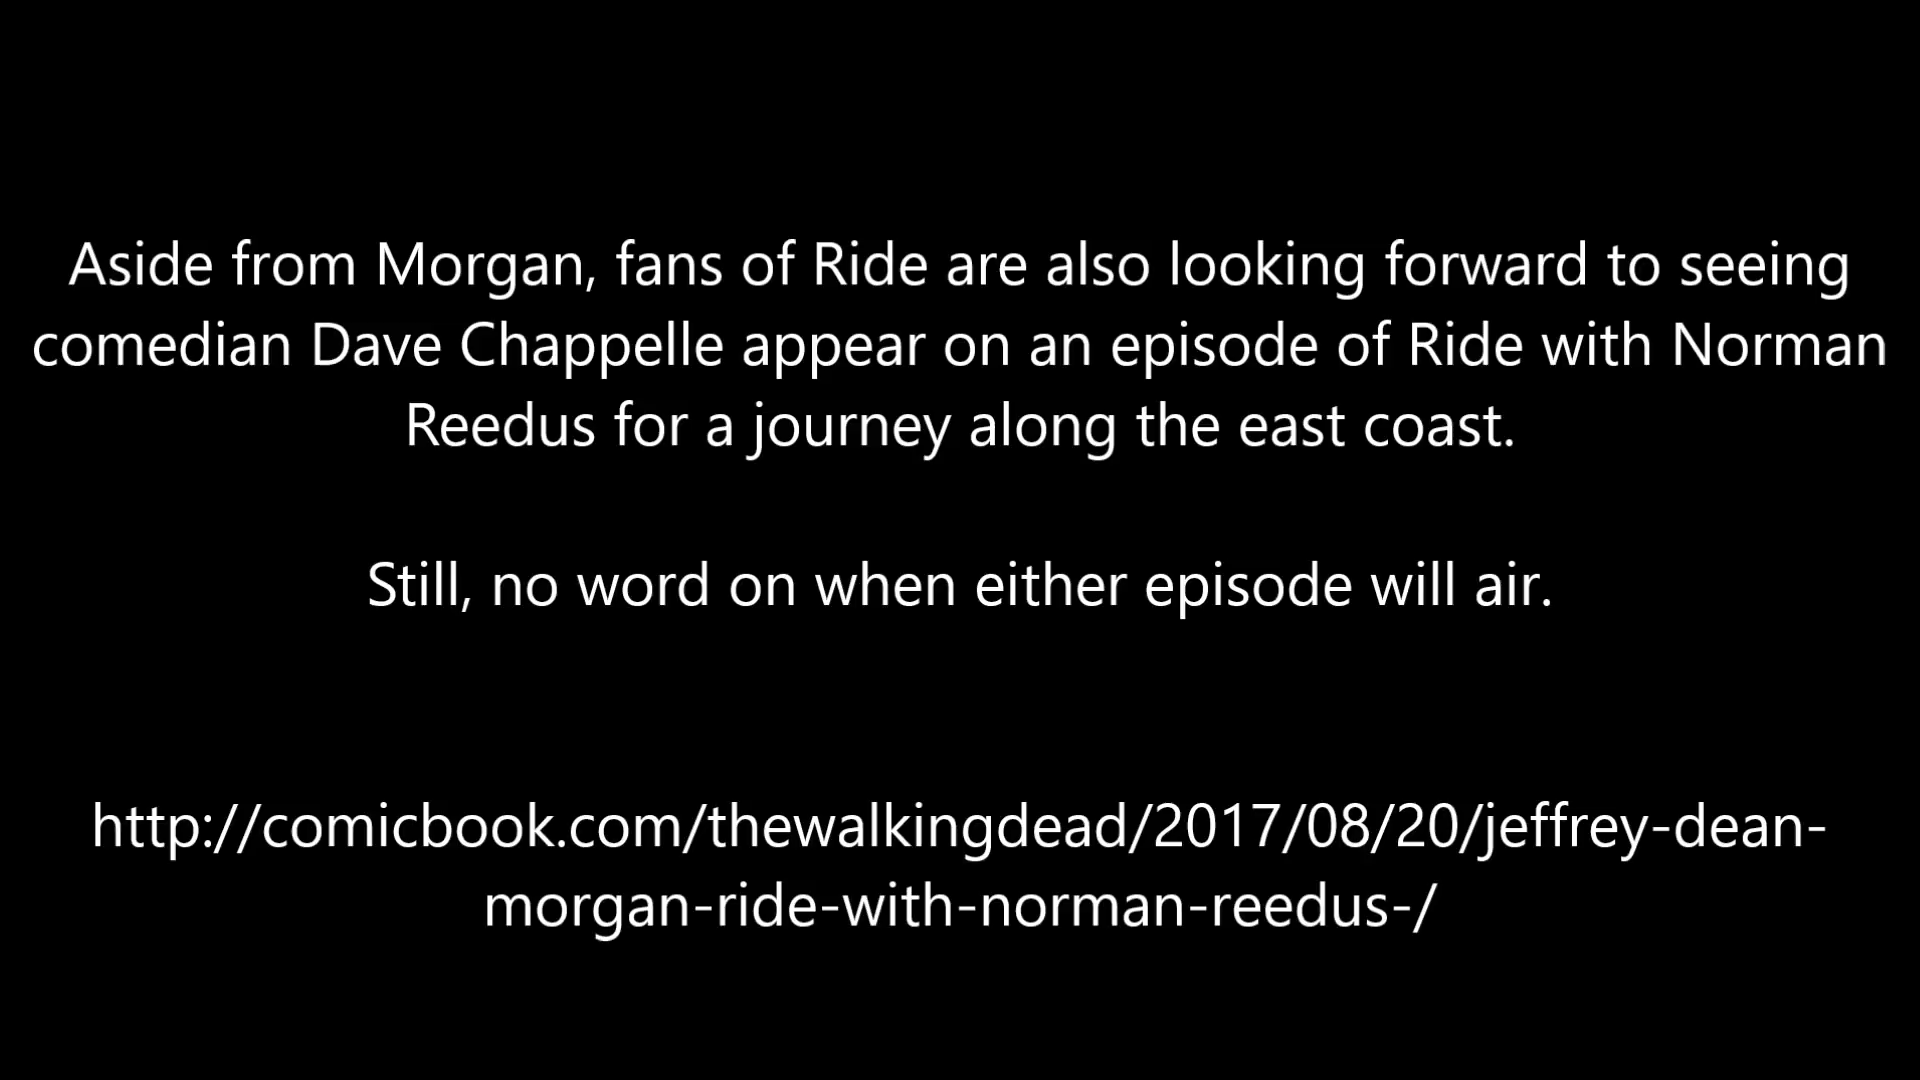 Aside from Morgan, fans of Ride are also looking forward to seeing
comedian Dave Chappelle appear on an episode of Ride with Norman
Reedus for a journey along the east coast.
Still, no word on when either episode will air.
http://comicbook.com/thewalkingdead/2017/08/20/jeffrey-dean-
morgan-ride-with-norman-reedus-/